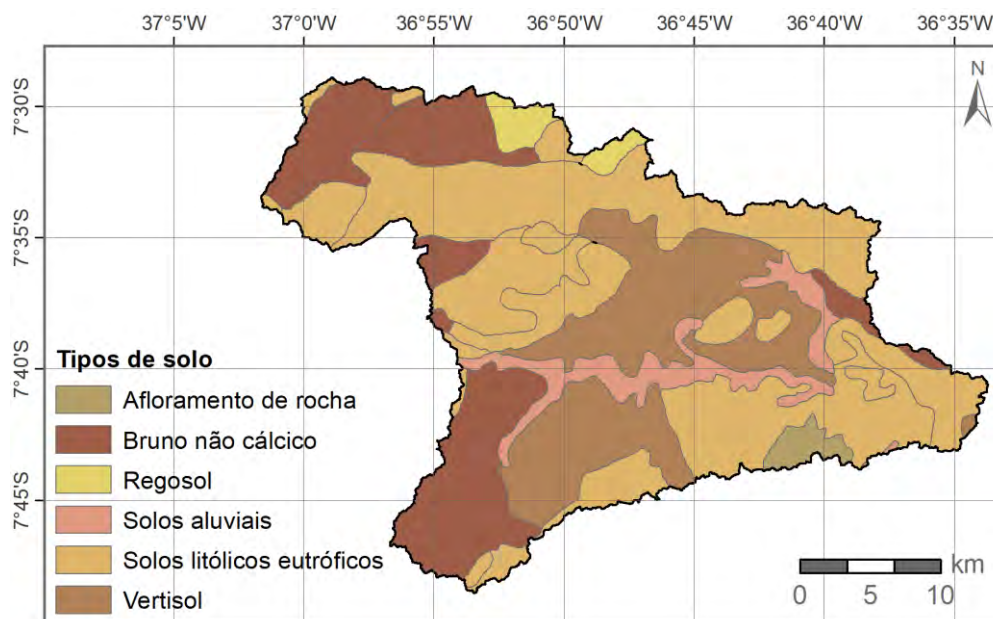 37°5'W 37°0'W 36°55'W 36°50'W 36°45'W 36°40'W 36°35'W
N
7°30'S
7°35'S
7°40'S
7°45'S
Tipos de solo
Afloramento de rocha
Bruno não cálcico
Regosol
Solos aluviais
Solos litólicos eutróficos
Vertisol
km
0 5 10